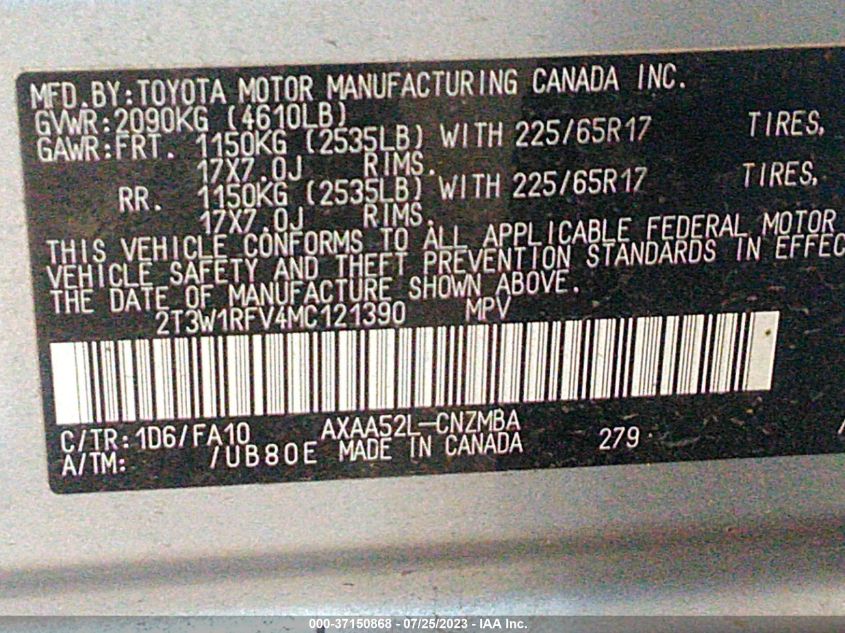 MFD.BY:TOYOTA MOTOR MANUFACTURING CANADA INC.
GVWR:2090KG (4610LB)
GAWR:FRT. 1150KG (2535LB) WITH 225/65R17 TIRES,
17X7.0J RIMS.
RR. 1150KG (2535LB) WITH 225/65R17 TIRES,
17X7.0J RIMS.
THIS VEHICLE CONFORMS TO ALL APPLICABLE FEDERAL MOTOR
VEHICLE SAFETY AND THEFT PREVENTION STANDARDS IN EFFEC
THE DATE OF MANUFACTURE SHOWN ABOVE.
2T3W1RFV4MC121390 MPV
C/TR:1D6/FA10 AXAA52L-CNZMBA 279
A/TM: /UB80E MADE IN CANADA
000-37150868 - 07/25/2023 - IAA Inc.